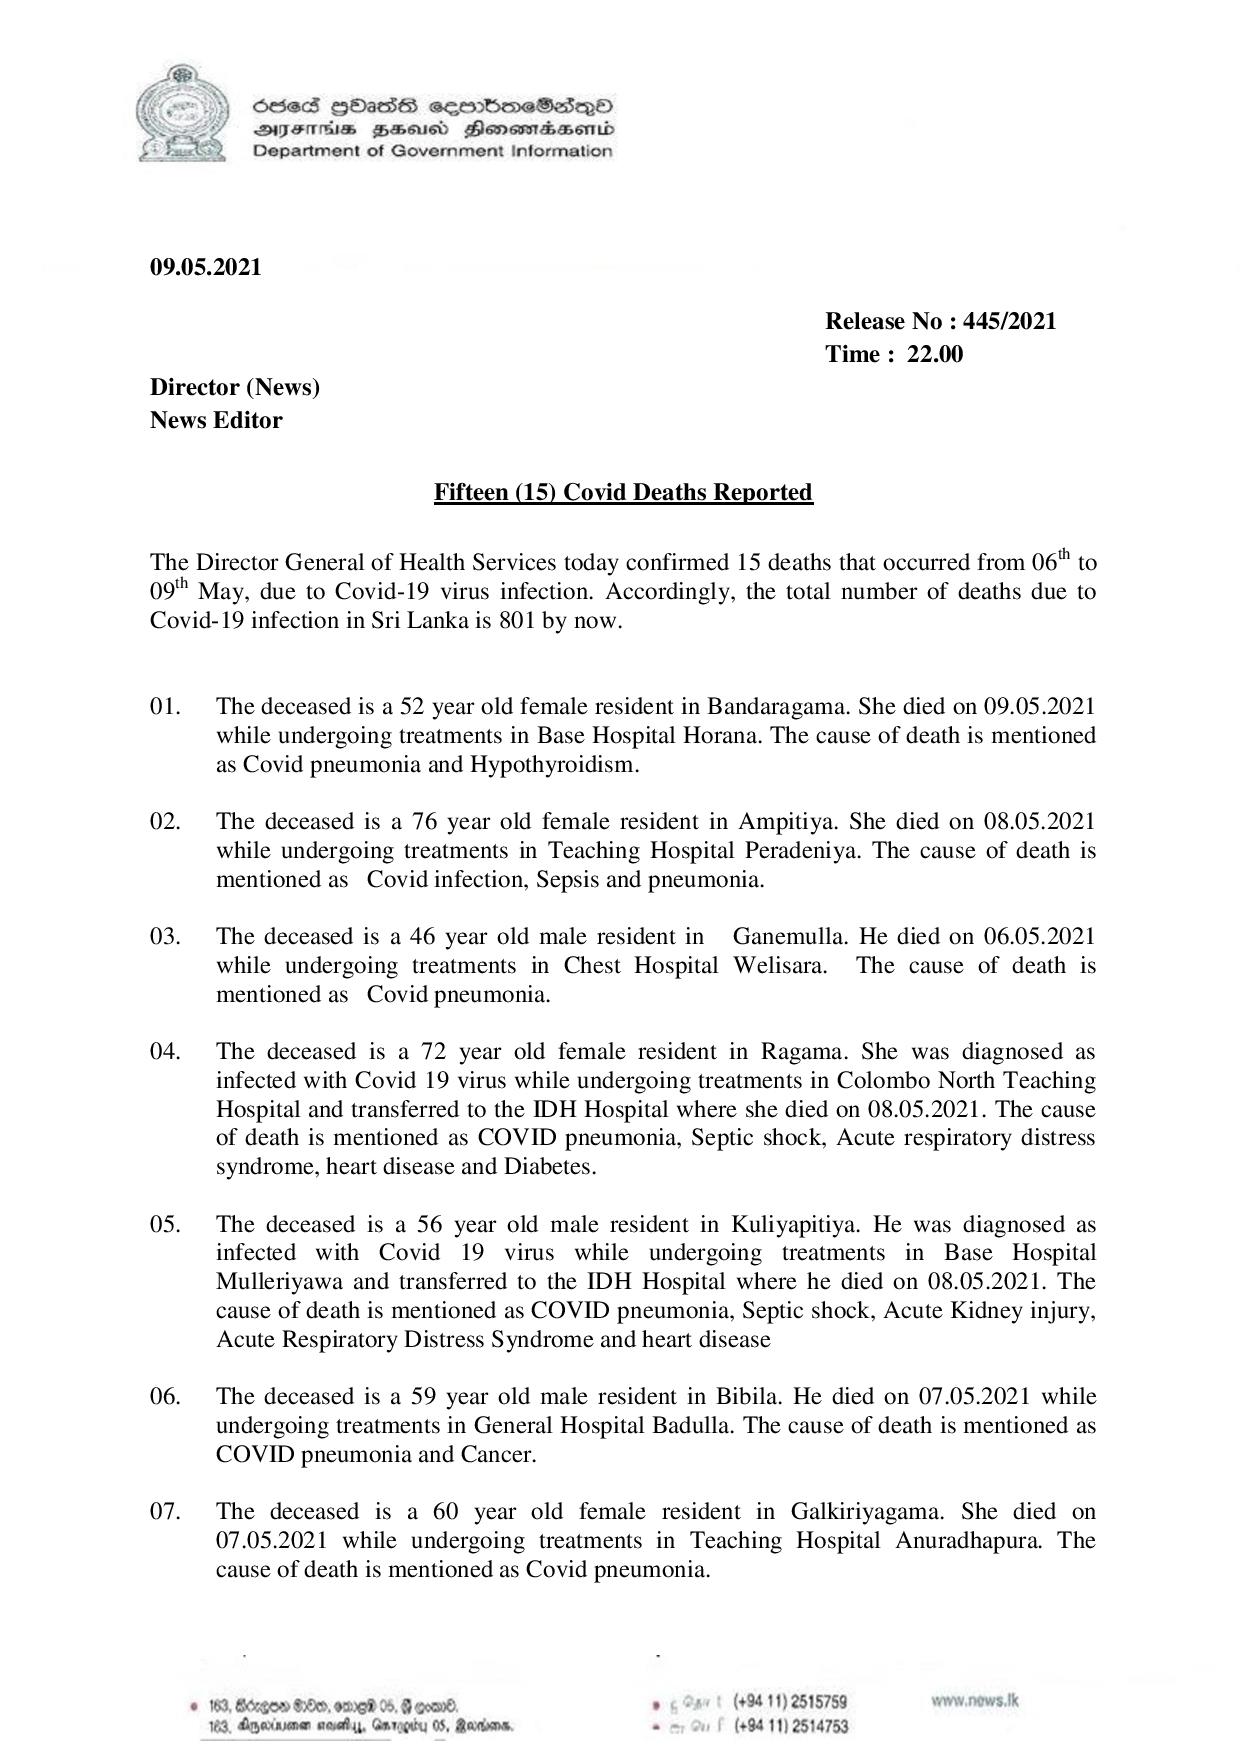 රජයේ ප්‍රවෘත්ති දෙපාර්තමේන්තුව
அரசாங்க தகவல் திணைக்களம்
Department of Government Information
09.05.2021
Release No : 445/2021
Time : 22.00
Director (News)
News Editor
Fifteen (15) Covid Deaths Reported
The Director General of Health Services today confirmed 15 deaths that occurred from 06th to
09th May, due to Covid-19 virus infection. Accordingly, the total number of deaths due to
Covid-19 infection in Sri Lanka is 801 by now.
01. The deceased is a 52 year old female resident in Bandaragama. She died on 09.05.2021
while undergoing treatments in Base Hospital Horana. The cause of death is mentioned
as Covid pneumonia and Hypothyroidism.
02. The deceased is a 76 year old female resident in Ampitiya. She died on 08.05.2021
while undergoing treatments in Teaching Hospital Peradeniya. The cause of death is
mentioned as Covid infection, Sepsis and pneumonia.
03. The deceased is a 46 year old male resident in Ganemulla. He died on 06.05.2021
while undergoing treatments in Chest Hospital Welisara. The cause of death is
mentioned as Covid pneumonia.
04. The deceased is a 72 year old female resident in Ragama. She was diagnosed as
infected with Covid 19 virus while undergoing treatments in Colombo North Teaching
Hospital and transferred to the IDH Hospital where she died on 08.05.2021. The cause
of death is mentioned as COVID pneumonia, Septic shock, Acute respiratory distress
syndrome, heart disease and Diabetes.
05. The deceased is a 56 year old male resident in Kuliyapitiya. He was diagnosed as
infected with Covid 19 virus while undergoing treatments in Base Hospital
Mulleriyawa and transferred to the IDH Hospital where he died on 08.05.2021. The
cause of death is mentioned as COVID pneumonia, Septic shock, Acute Kidney injury,
Acute Respiratory Distress Syndrome and heart disease
06. The deceased is a 59 year old male resident in Bibila. He died on 07.05.2021 while
undergoing treatments in General Hospital Badulla. The cause of death is mentioned as
COVID pneumonia and Cancer.
07. The deceased is a 60 year old female resident in Galkiriyagama. She died on
07.05.2021 while undergoing treatments in Teaching Hospital Anuradhapura. The
cause of death is mentioned as Covid pneumonia.
163, කිරුලපන මාවත, කොළඹ 05, ශ්‍රී ලංකාව.
163, கிருலப்பனை எவனியூ, கொழும்பு 05, இலங்கை.
(+94 11) 2515759
(+94 11) 2514753
www.news.lk